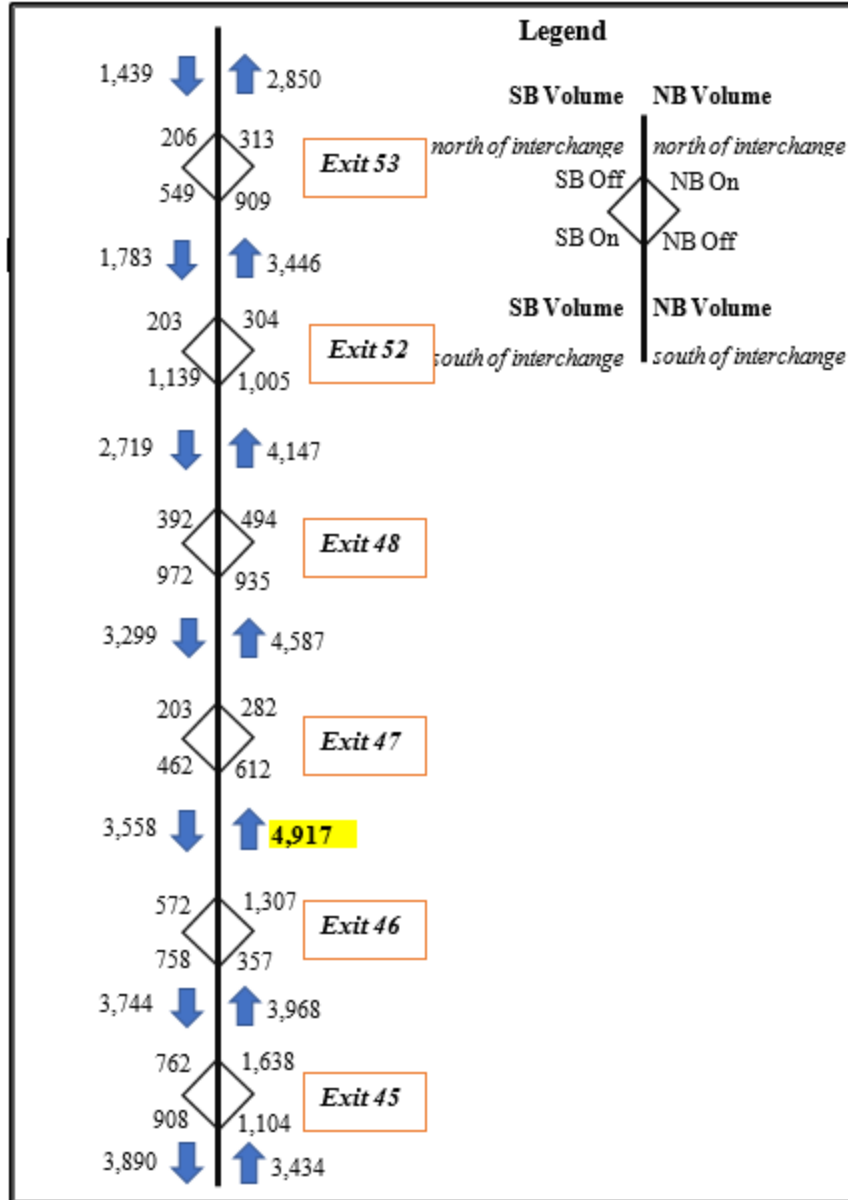 Legend
SB Volume NB Volume
north of interchange north of interchange
SB Off NB On
SB On NB Off
SB Volume NB Volume
south of interchange south of interchange
1,439 2,850
206 313
Exit 53
549 909
1,783 3,446
203 304
Exit 52
1,139 1,005
2,719 4,147
392 494
Exit 48
972 935
3,299 4,587
203 282
Exit 47
462 612
3,558 4,917
572 1,307
Exit 46
758 357
3,744 3,968
762 1,638
Exit 45
908 1,104
3,890 3,434